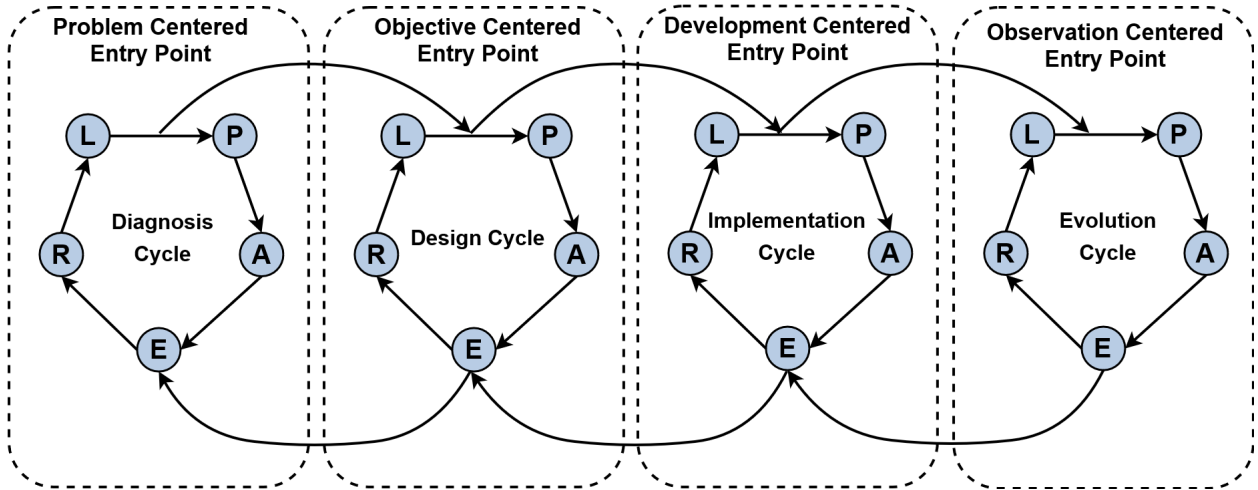 Problem Centered
Entry Point
L
P
R
Diagnosis
Cycle
A
E
Objective Centered
Entry Point
L
P
R
Design Cycle
A
E
Development Centered
Entry Point
L
P
R
Implementation
Cycle
A
E
Observation Centered
Entry Point
L
P
R
Evolution
Cycle
A
E